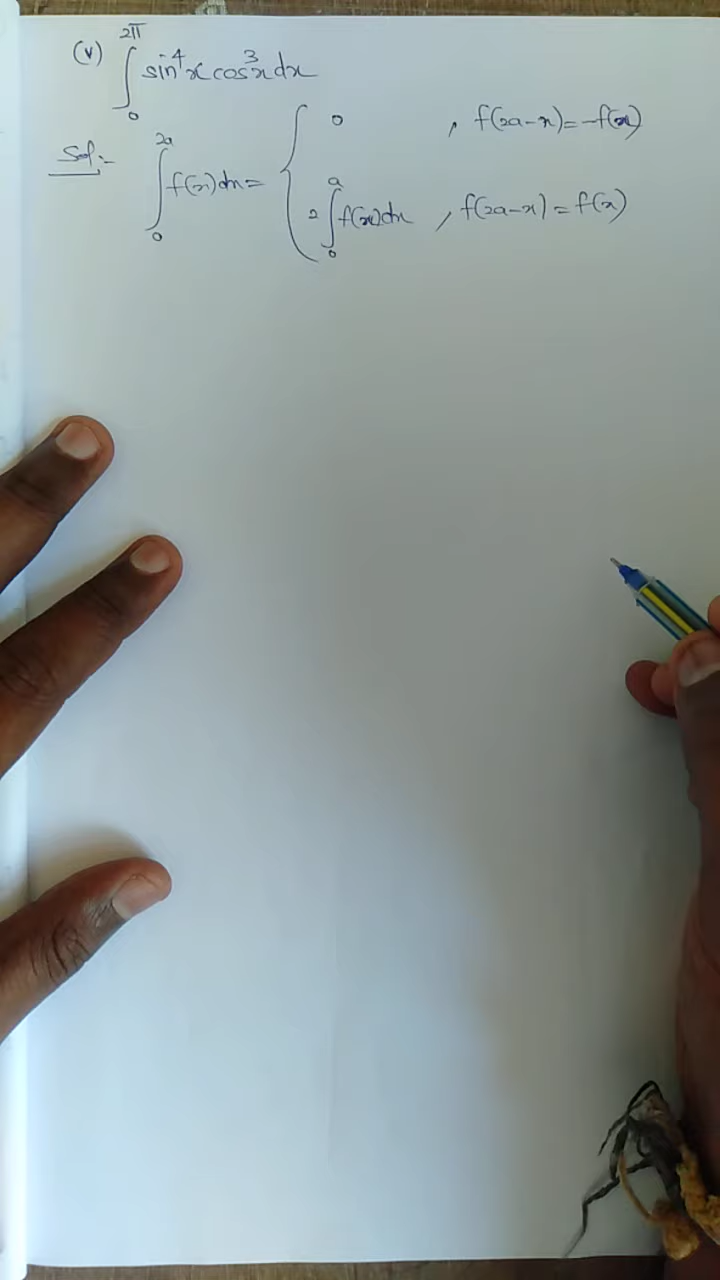 (v) ∫₀^2π sin⁴x cos³x dx
Sol:- ∫₀^2a f(x)dx = { 0 , f(2a-x) = -f(x)
2∫₀^a f(x)dx , f(2a-x) = f(x)